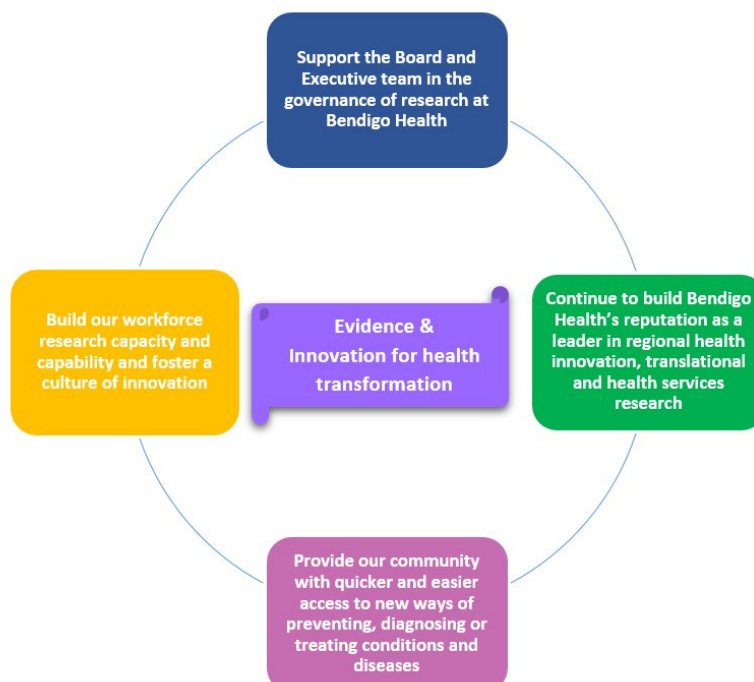 Support the Board and
Executive team in the
governance of research at
Bendigo Health
Build our workforce
research capacity and
capability and foster a
culture of innovation
Evidence &
Innovation for health
transformation
Continue to build Bendigo
Health’s reputation as a
leader in regional health
innovation, translational
and health services
research
Provide our community
with quicker and easier
access to new ways of
preventing, diagnosing or
treating conditions and
diseases